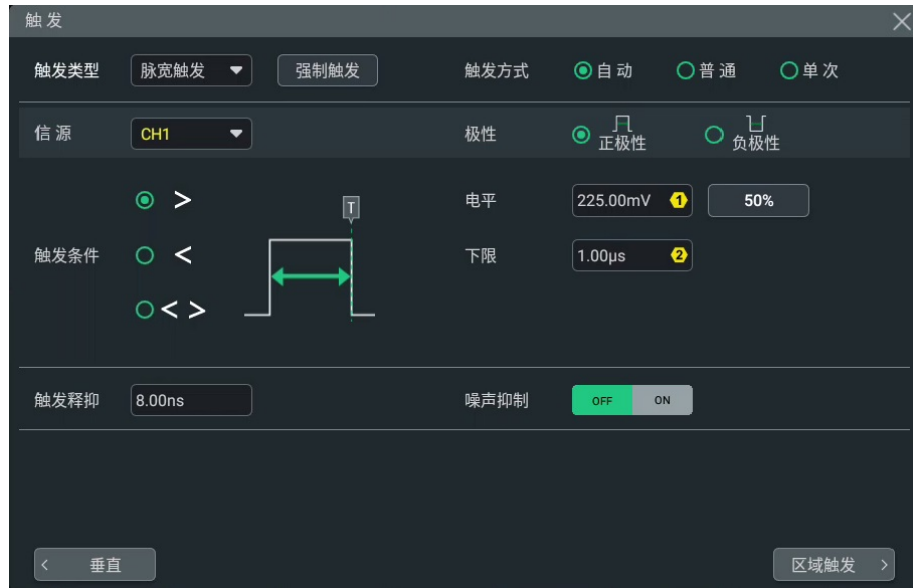 触发
触发类型 脉宽触发 强制触发 触发方式 自动 普通 单次
信源 CH1 极性 正极性 负极性
T
触发条件 > < < >
电平 225.00mV 1 50%
下限 1.00μs 2
触发释抑 8.00ns 噪声抑制 OFF ON
< 垂直 区域触发 >